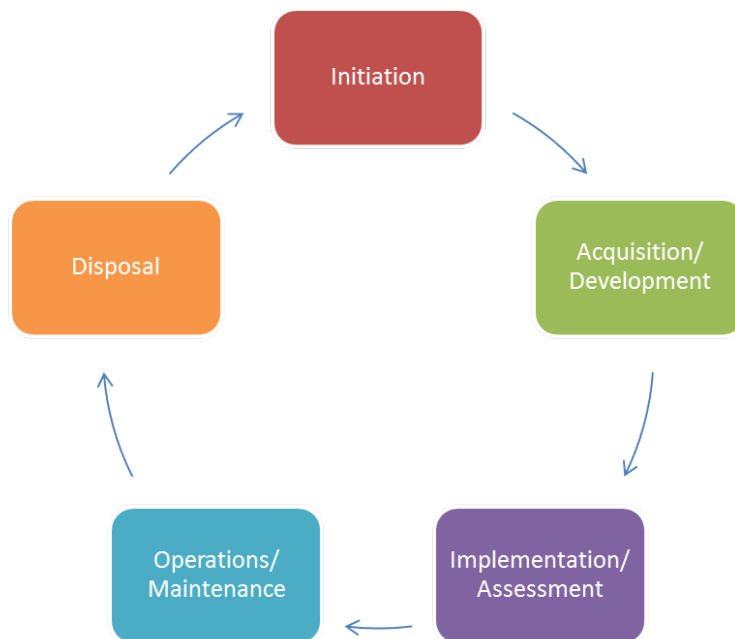 Initiation
Acquisition/
Development
Implementation/
Assessment
Operations/
Maintenance
Disposal